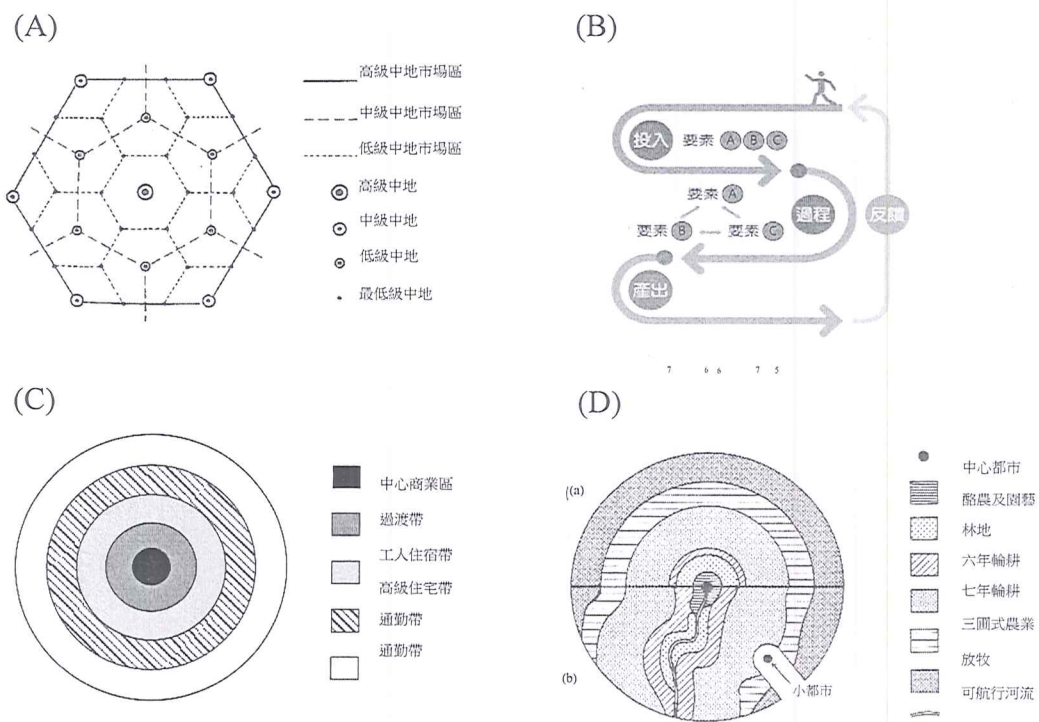 (A)
高級中地市場區
中級中地市場區
低級中地市場區
高級中地
中級中地
低級中地
最低級中地
(B)
投入 要素 A B C
要素 A
過程
反饋
要素 B 要素 C
產出
7 6 6 7 5
(C)
中心商業區
過渡帶
工人住宿帶
高級住宅帶
通勤帶
通勤帶
(D)
(a)
(b)
小都市
中心都市
酪農及園藝
林地
六年輪耕
七年輪耕
三圃式農業
放牧
可航行河流